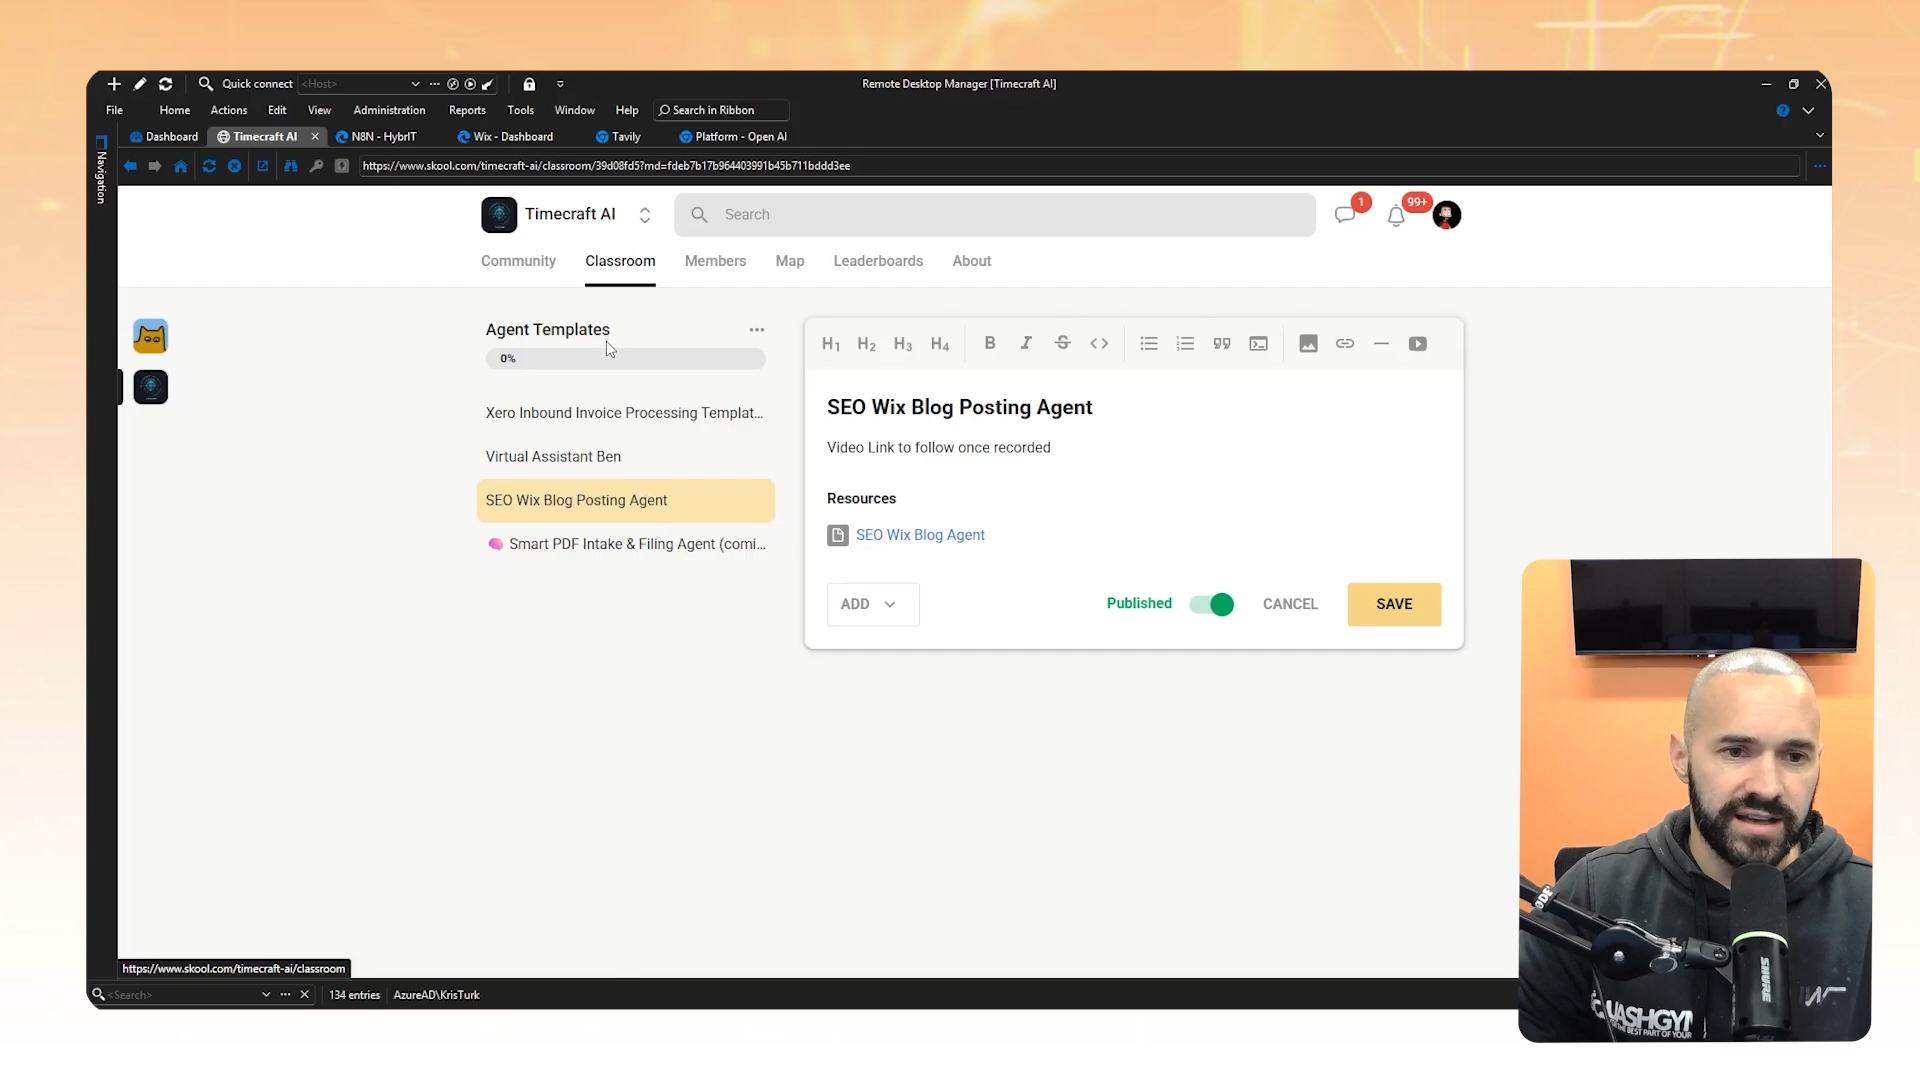 Quick connect <Host>
Remote Desktop Manager [Timecraft AI]
File Home Actions Edit View Administration Reports Tools Window Help Search in Ribbon
Dashboard Timecraft AI N8N - HybrIT Wix - Dashboard Tavily Platform - Open AI
Navigation
https://www.skool.com/timecraft-ai/classroom/39d08fd5?md=fdeb7b17b964403991b45b711bddd3ee
Timecraft AI
Search
1
99+
Community Classroom Members Map Leaderboards About
Agent Templates
0%
Xero Inbound Invoice Processing Templat...
Virtual Assistant Ben
SEO Wix Blog Posting Agent
Smart PDF Intake & Filing Agent (comi...
H1 H2 H3 H4 B I S <>
SEO Wix Blog Posting Agent
Video Link to follow once recorded
Resources
SEO Wix Blog Agent
ADD
Published
CANCEL
SAVE
https://www.skool.com/timecraft-ai/classroom
<Search>
134 entries
AzureAD\KrisTurk
SHURE